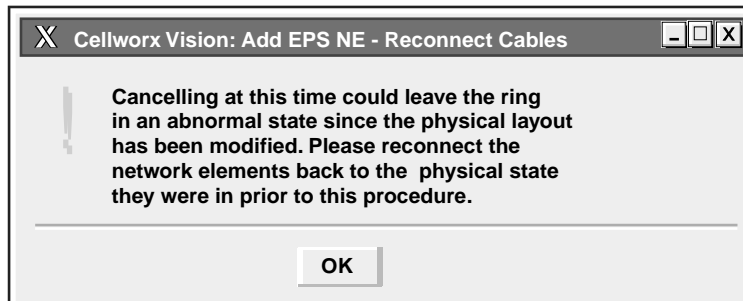 Cellworx Vision: Add EPS NE - Reconnect Cables
Cancelling at this time could leave the ring
in an abnormal state since the physical layout
has been modified. Please reconnect the
network elements back to the physical state
they were in prior to this procedure.
OK